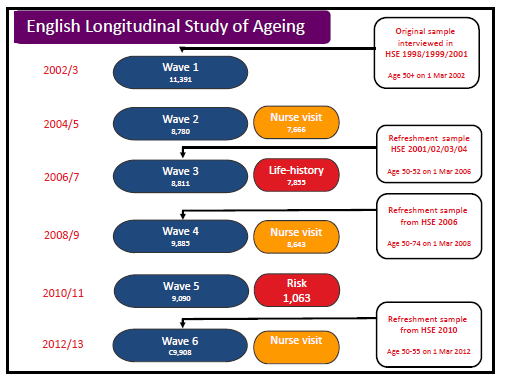 English Longitudinal Study of Ageing
Original sample
interviewed in
HSE 1998/1999/2001
Age 50+ on 1 Mar 2002
2002/3
Wave 1
11,391
2004/5
Wave 2
8,780
Nurse visit
7,666
Refreshment sample
HSE 2001/02/03/04
Age 50-52 on 1 Mar 2006
2006/7
Wave 3
8,811
Life-history
7,855
Refreshment sample
from HSE 2006
Age 50-74 on 1 Mar 2008
2008/9
Wave 4
9,885
Nurse visit
8,643
2010/11
Wave 5
9,090
Risk
1,063
Refreshment sample
from HSE 2010
Age 50-55 on 1 Mar 2012
2012/13
Wave 6
C9,908
Nurse visit